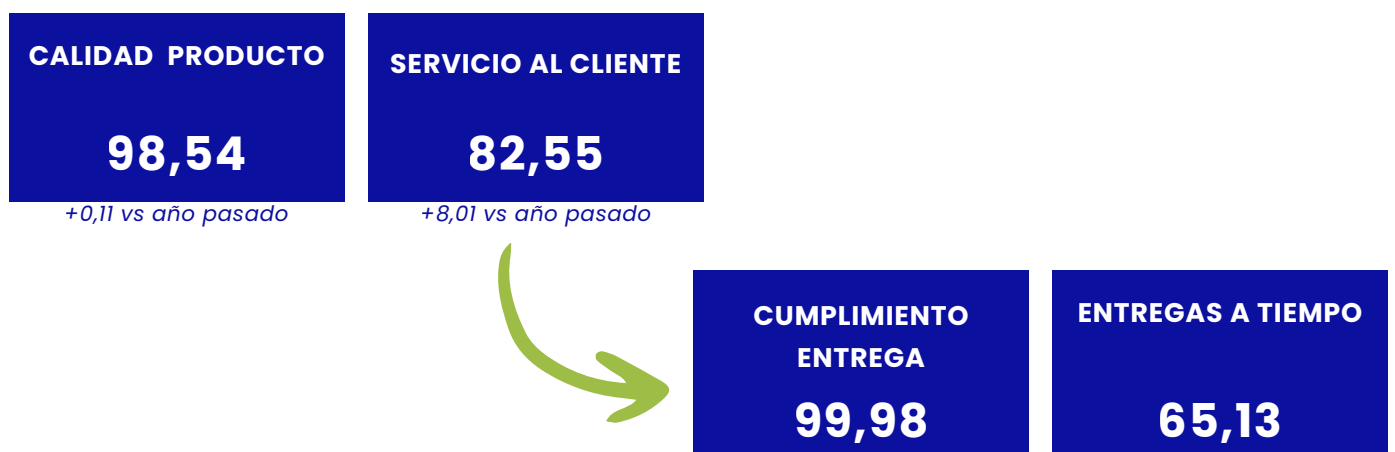 CALIDAD PRODUCTO
98,54
+0,11 vs año pasado
SERVICIO AL CLIENTE
82,55
+8,01 vs año pasado
CUMPLIMIENTO
ENTREGA
99,98
ENTREGAS A TIEMPO
65,13